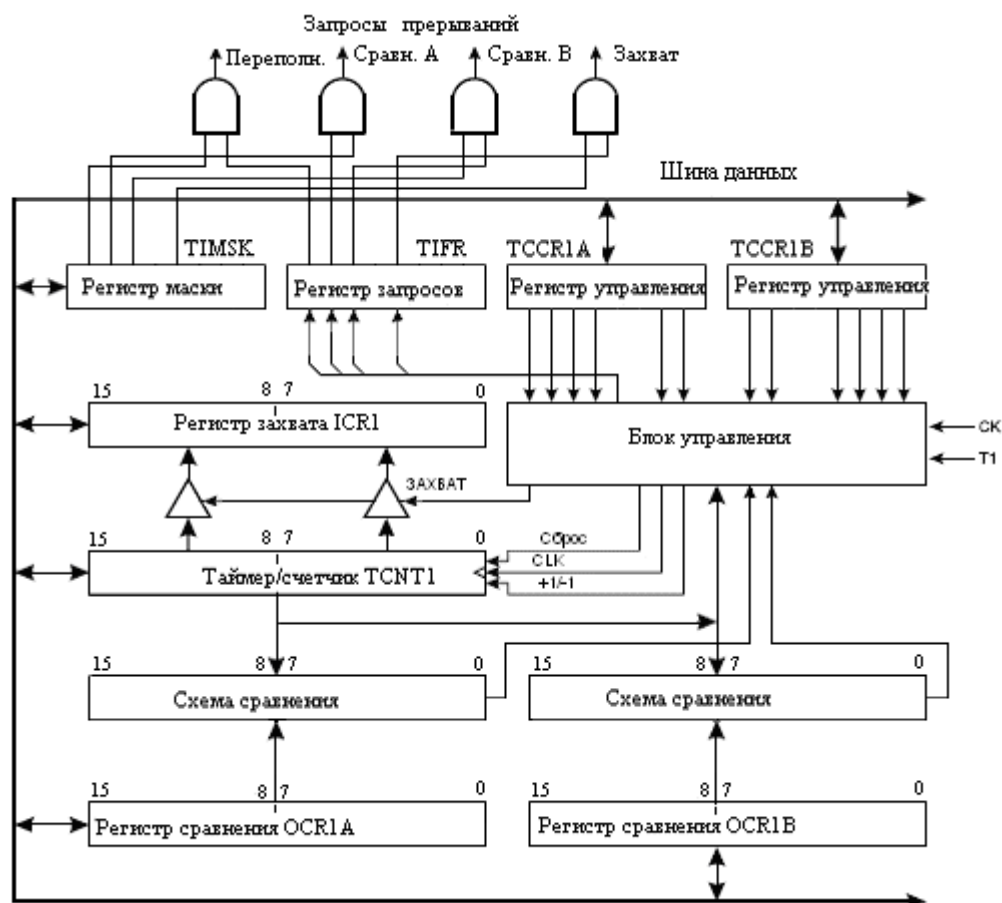 Запросы прерываний
Переполн.
Сравн. А
Сравн. В
Захват
Шина данных
TIMSK
TIFR
TCCR1A
TCCR1B
Регистр маски
Регистр запросов
Регистр управления
Регистр управления
15
8
7
0
Регистр захвата ICR1
Блок управления
CK
T1
ЗАХВАТ
15
8
7
0
Сброс
CLK
+1/-1
Таймер/счетчик TCNT1
15
8
7
0
15
8
7
0
Схема сравнения
Схема сравнения
15
8
7
0
15
8
7
0
Регистр сравнения OCR1A
Регистр сравнения OCR1B